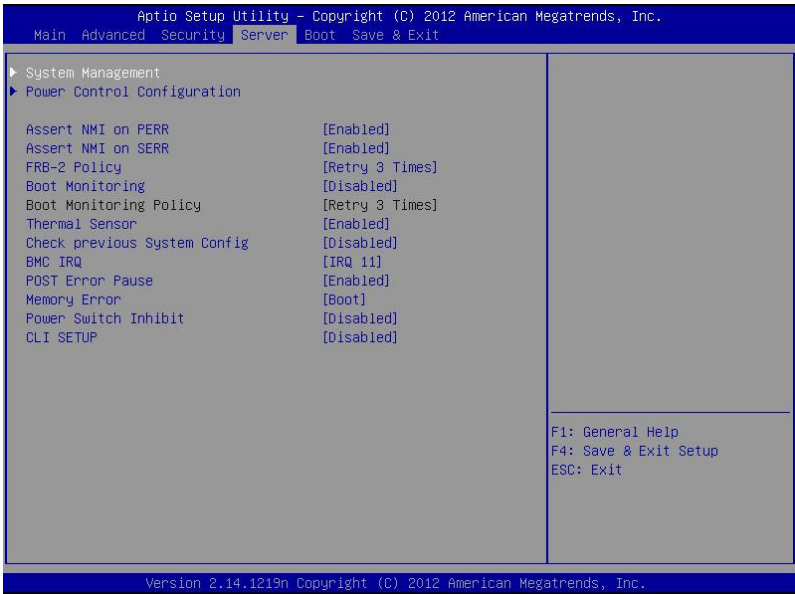 Aptio Setup Utility – Copyright (C) 2012 American Megatrends, Inc.
Main Advanced Security Server Boot Save & Exit
System Management
Power Control Configuration
Assert NMI on PERR [Enabled]
Assert NMI on SERR [Enabled]
FRB-2 Policy [Retry 3 Times]
Boot Monitoring [Disabled]
Boot Monitoring Policy [Retry 3 Times]
Thermal Sensor [Enabled]
Check previous System Config [Disabled]
BMC IRQ [IRQ 11]
POST Error Pause [Enabled]
Memory Error [Boot]
Power Switch Inhibit [Disabled]
CLI SETUP [Disabled]
F1: General Help
F4: Save & Exit Setup
ESC: Exit
Version 2.14.1219n Copyright (C) 2012 American Megatrends, Inc.